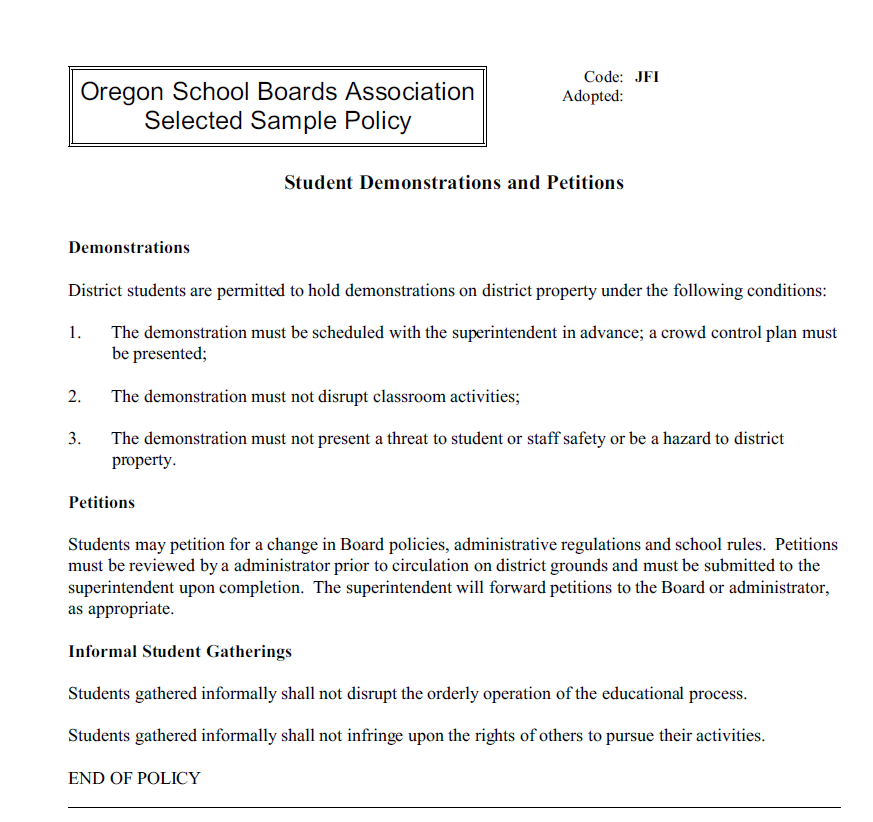 Oregon School Boards Association
Selected Sample Policy
Code: JFI
Adopted:
Student Demonstrations and Petitions
Demonstrations
District students are permitted to hold demonstrations on district property under the following conditions:
1. The demonstration must be scheduled with the superintendent in advance; a crowd control plan must
be presented;
2. The demonstration must not disrupt classroom activities;
3. The demonstration must not present a threat to student or staff safety or be a hazard to district
property.
Petitions
Students may petition for a change in Board policies, administrative regulations and school rules. Petitions
must be reviewed by a administrator prior to circulation on district grounds and must be submitted to the
superintendent upon completion. The superintendent will forward petitions to the Board or administrator,
as appropriate.
Informal Student Gatherings
Students gathered informally shall not disrupt the orderly operation of the educational process.
Students gathered informally shall not infringe upon the rights of others to pursue their activities.
END OF POLICY